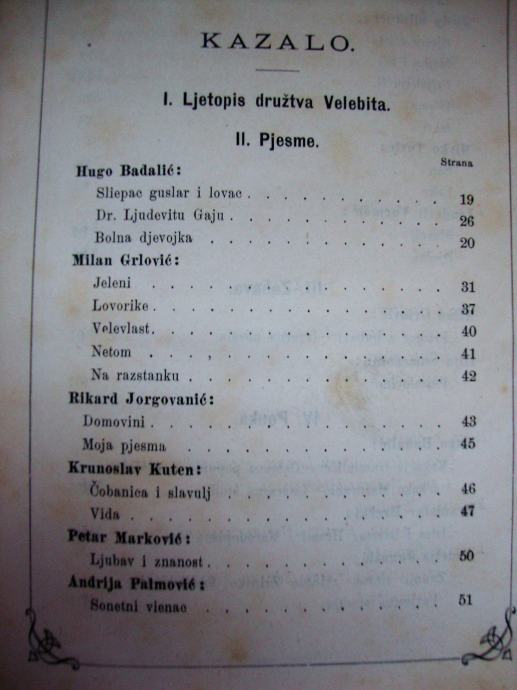 KAZALO.
I. Ljetopis družtva Velebita.
II. Pjesme.
Strana
Hugo Badalić:
Sliepac guslar i lovac . . . . . . . . . . 19
Dr. Ljudevitu Gaju . . . . . . . . . . 26
Bolna djevojka . . . . . . . . . . 20
Milan Grlović:
Jeleni . . . . . . . . . . 31
Lovorike . . . . . . . . . . 37
Velevlast . . . . . . . . . . 40
Netom . . . . . . . . . . 41
Na razstanku . . . . . . . . . . 42
Rikard Jorgovanić:
Domovini . . . . . . . . . . 43
Moja pjesma . . . . . . . . . . 45
Krunoslav Kuten:
Čobanica i slavulj . . . . . . . . . . 46
Vida . . . . . . . . . . 47
Petar Marković:
Ljubav i znanost . . . . . . . . . . 50
Andrija Palmović:
Sonetni vienac . . . . . . . . . . 51